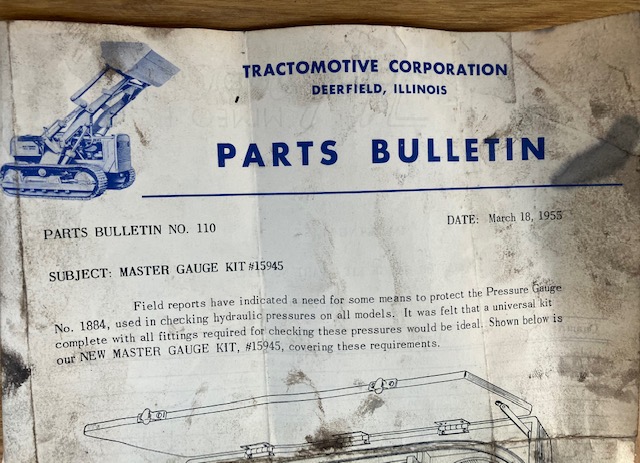 TRACTOMOTIVE CORPORATION
DEERFIELD, ILLINOIS
PARTS BULLETIN
PARTS BULLETIN NO. 110
DATE: March 18, 1955
SUBJECT: MASTER GAUGE KIT #15945
Field reports have indicated a need for some means to protect the Pressure Gauge
No. 1884, used in checking hydraulic pressures on all models. It was felt that a universal kit
complete with all fittings required for checking these pressures would be ideal. Shown below is
our NEW MASTER GAUGE KIT, #15945, covering these requirements.